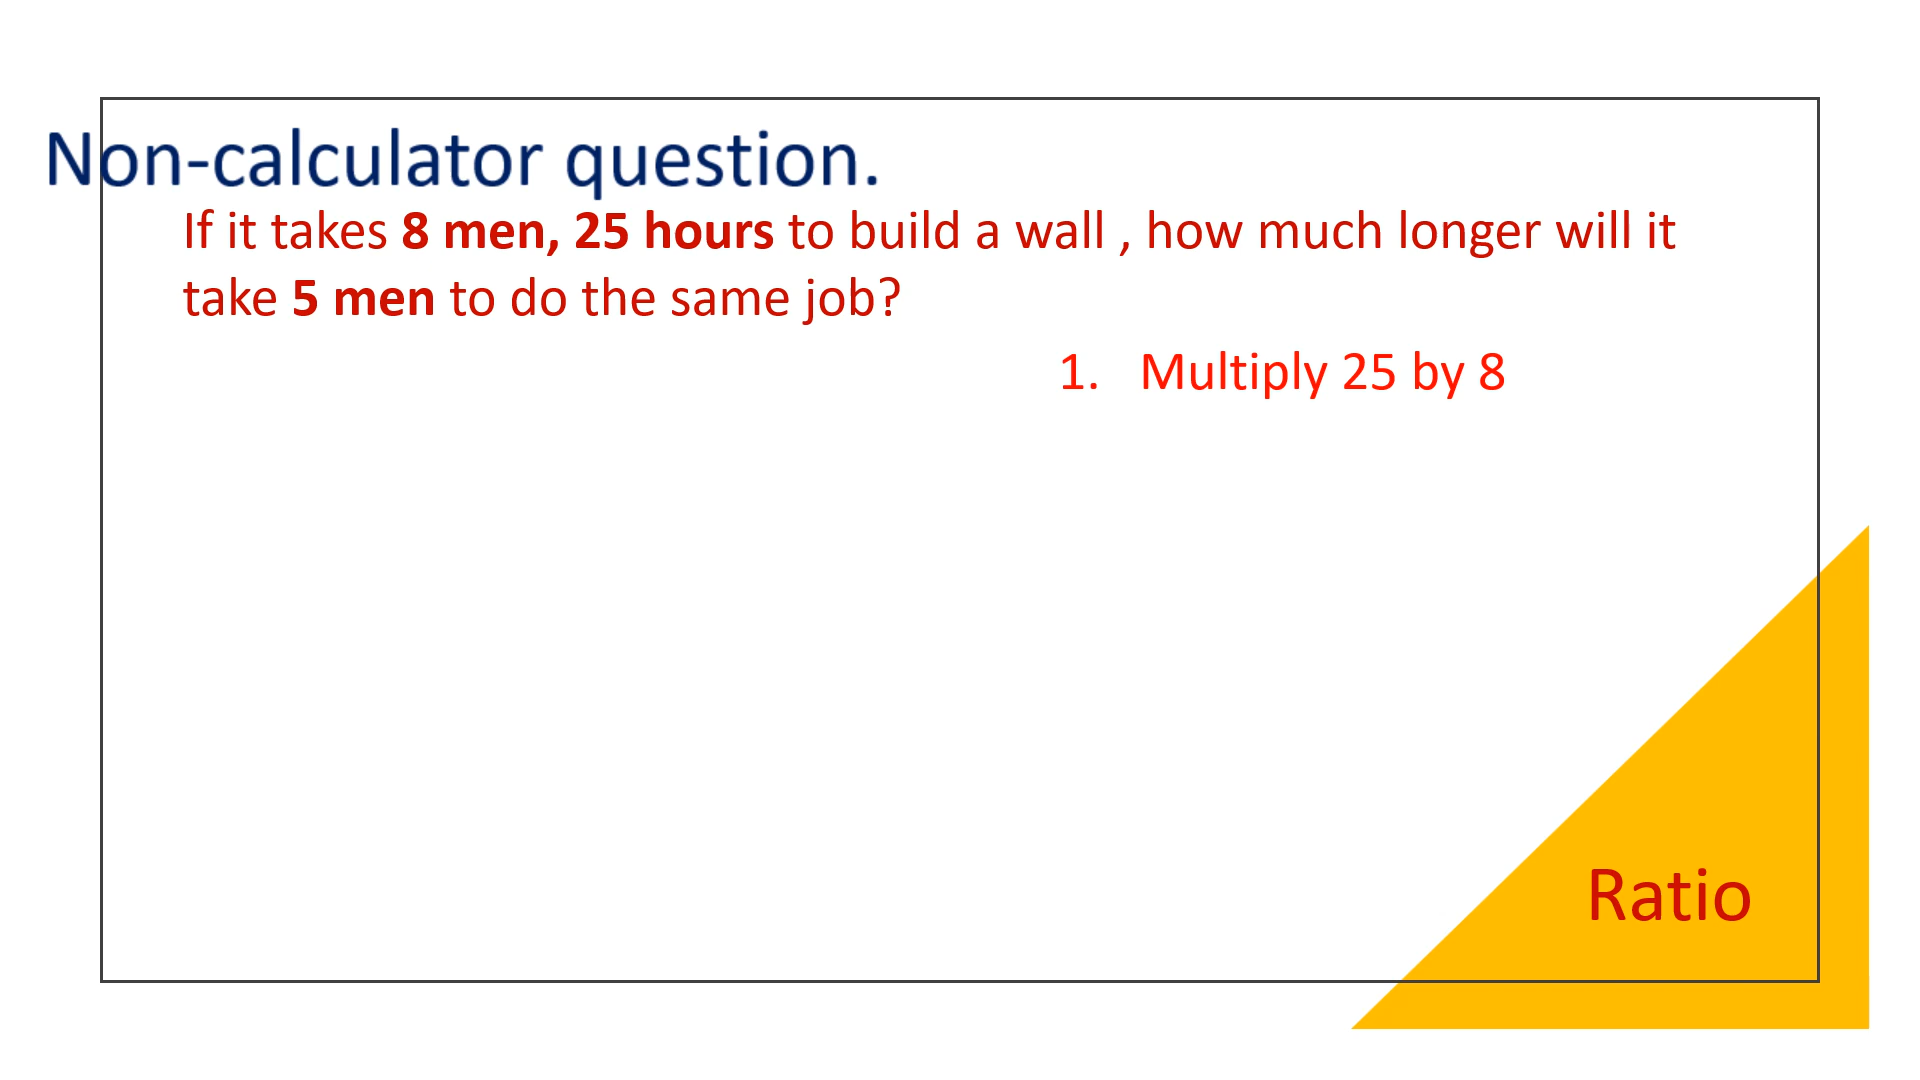 Non-calculator question.
If it takes 8 men, 25 hours to build a wall , how much longer will it
take 5 men to do the same job?
1. Multiply 25 by 8
Ratio